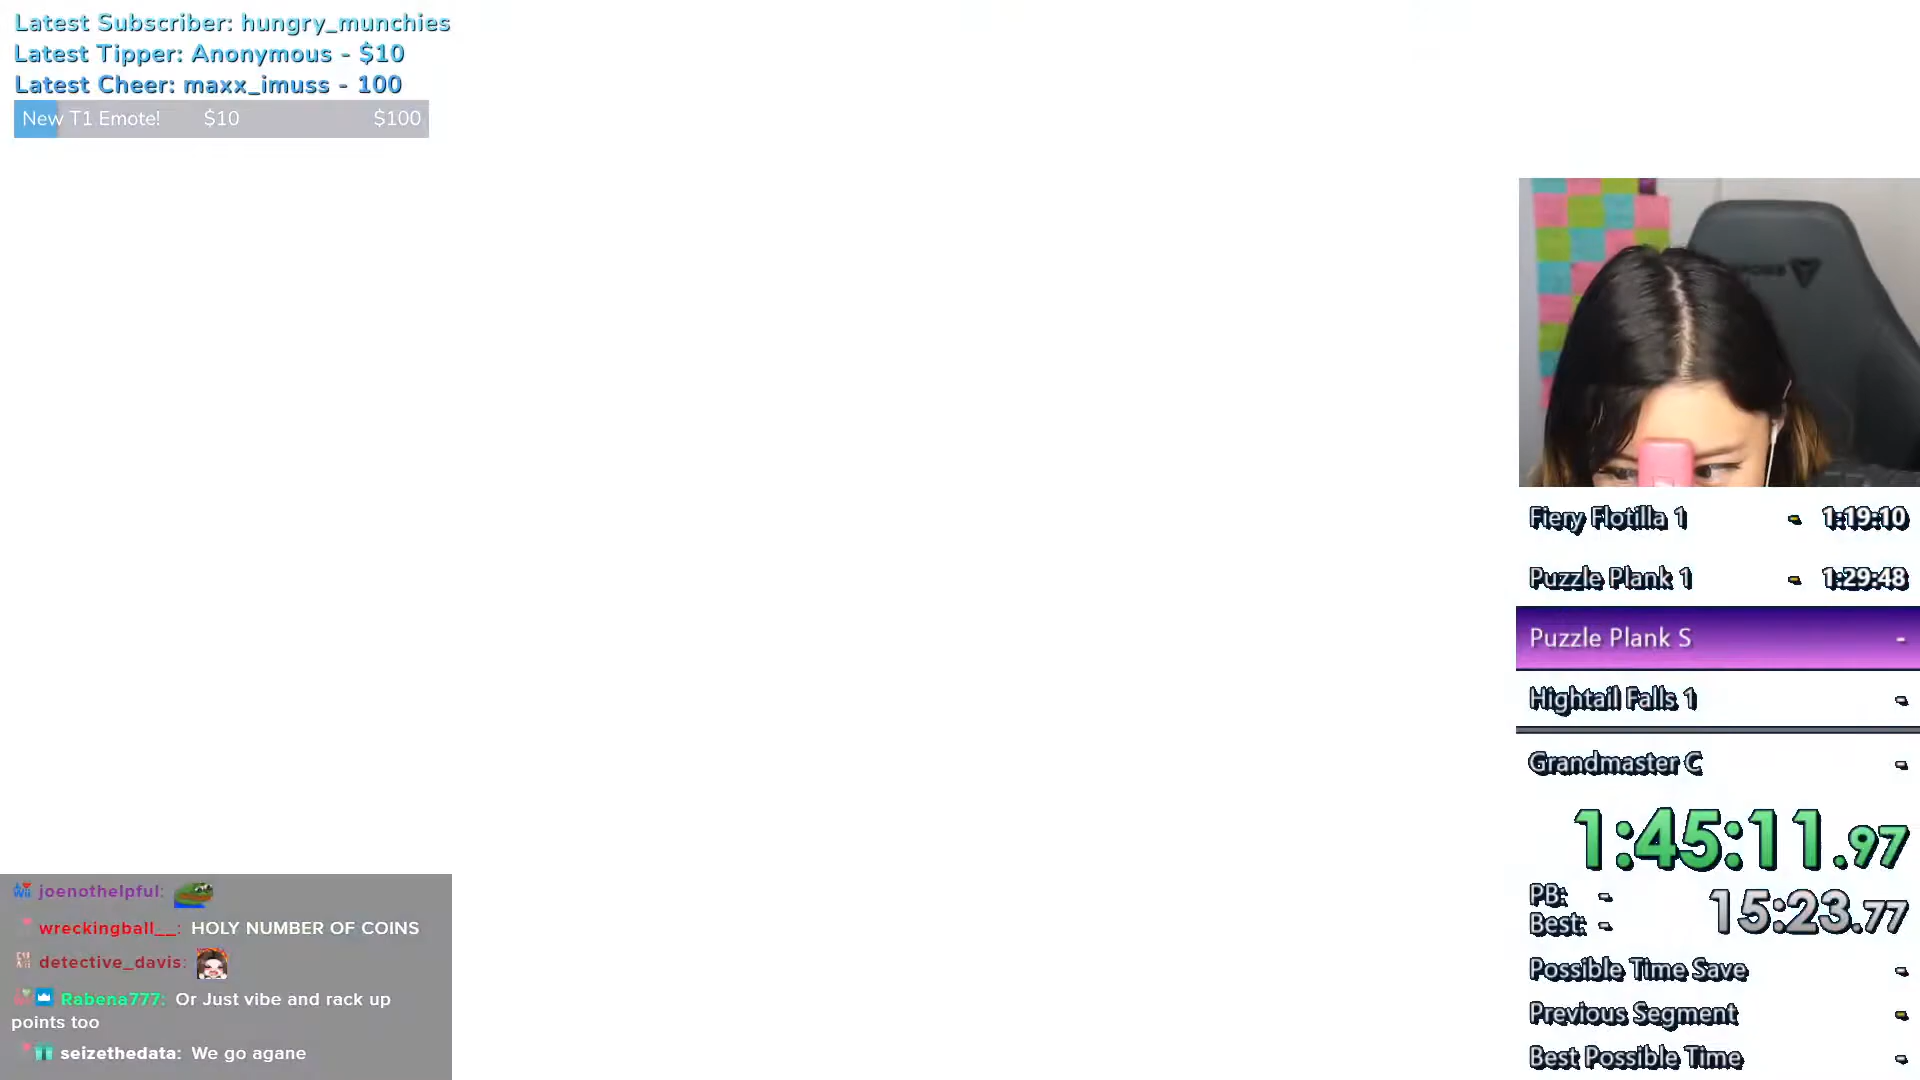 Latest Subscriber: hungry_munchies
Latest Tipper: Anonymous - $10
Latest Cheer: maxx_imuss - 100
New T1 Emote! $10 $100
Fiery Flotilla 1 - 1:19:10
Puzzle Plank 1 - 1:29:48
Puzzle Plank S -
Hightail Falls 1 -
Grandmaster C -
1:45:11.97
PB: -
Best: - 15:23.77
Possible Time Save -
Previous Segment -
Best Possible Time -
joenothelpful:
wreckingball__: HOLY NUMBER OF COINS
detective_davis:
Rabena777: Or Just vibe and rack up
points too
seizethedata: We go agane